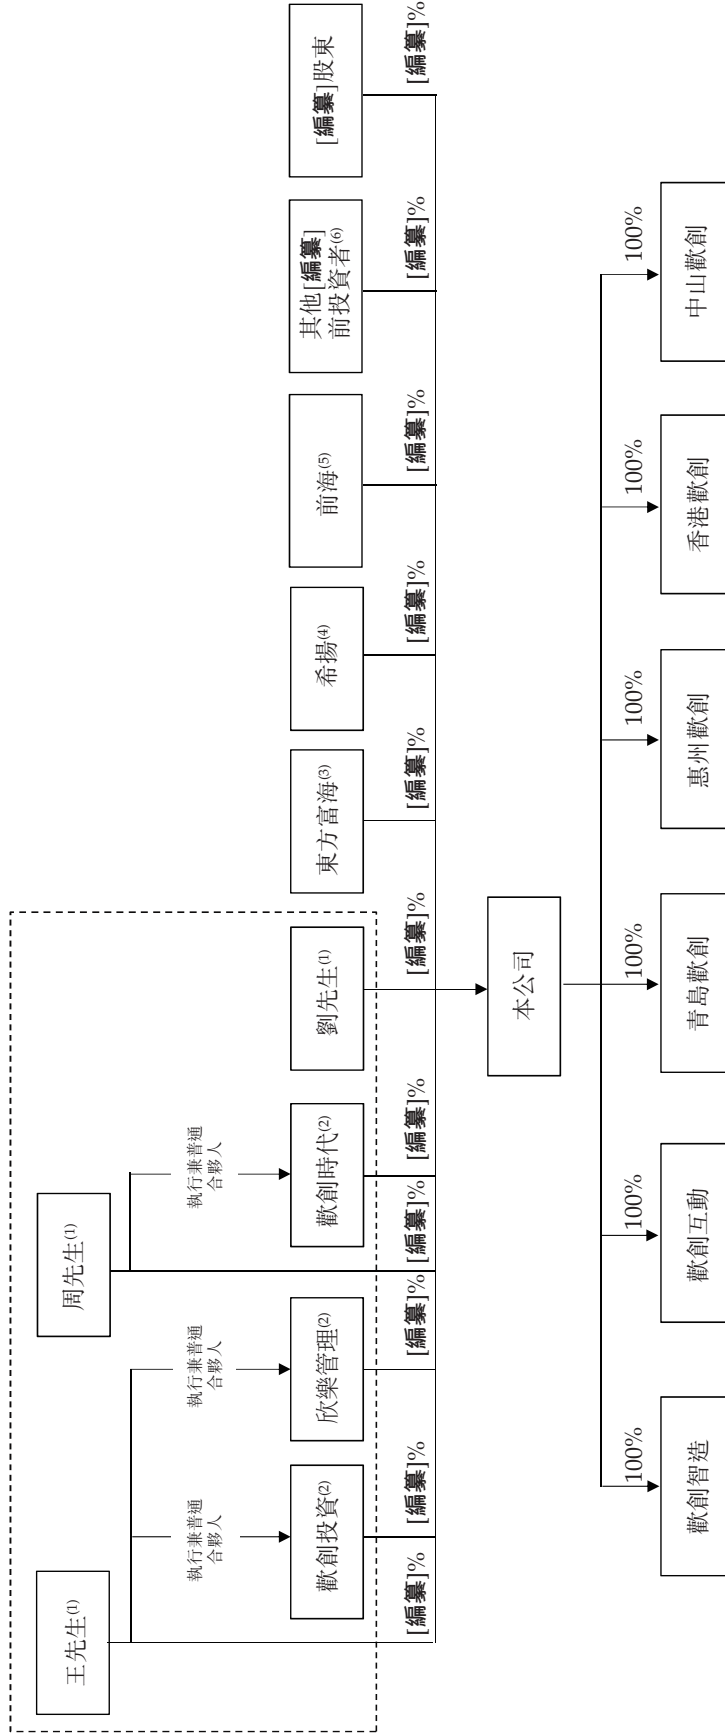 王先生(1)
周先生(1)
執行兼普通
合夥人
執行兼普通
合夥人
執行兼普通
合夥人
歡創投資(2)
欣樂管理(2)
歡創時代(2)
劉先生(1)
東方富海(3)
希揚(4)
前海(5)
其他[編纂]
前投資者(6)
[編纂]股東
[編纂]%
[編纂]%
[編纂]%
[編纂]%
[編纂]%
[編纂]%
[編纂]%
[編纂]%
[編纂]%
[編纂]%
[編纂]%
本公司
100%
100%
100%
100%
100%
100%
歡創智造
歡創互動
青島歡創
惠州歡創
香港歡創
中山歡創